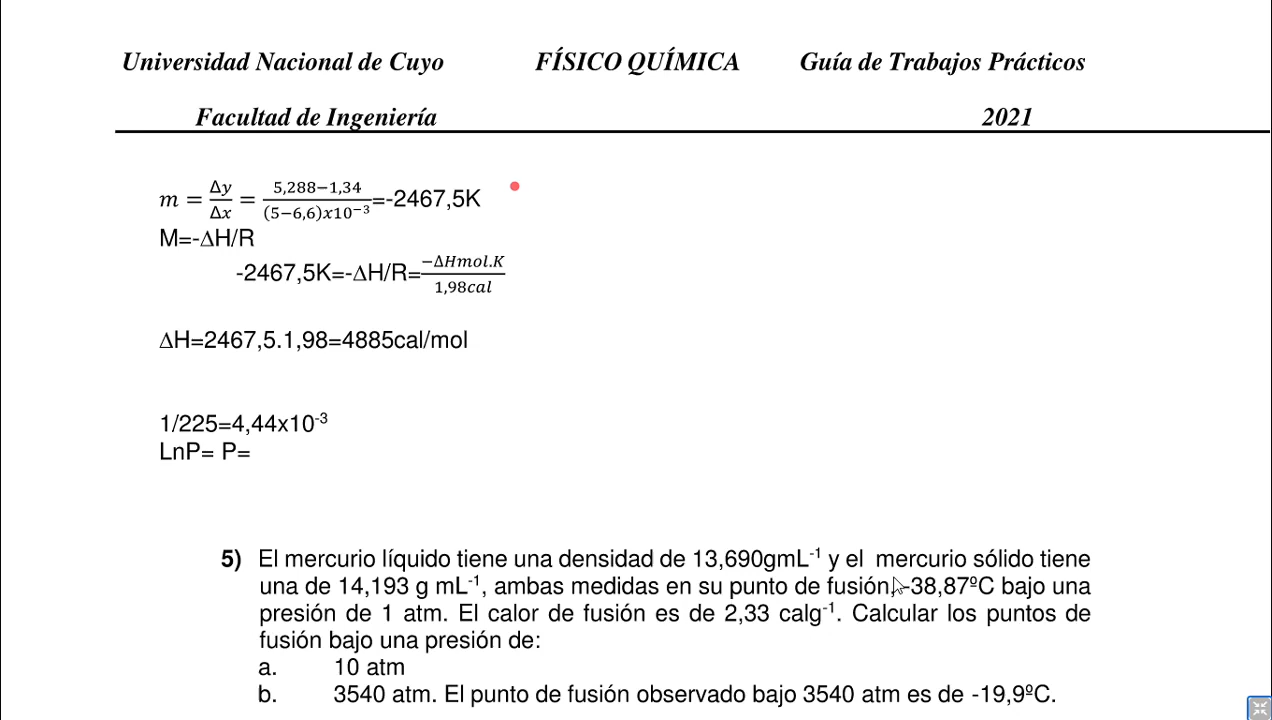 Universidad Nacional de Cuyo FÍSICO QUÍMICA Guía de Trabajos Prácticos
Facultad de Ingeniería 2021
m = Δy/Δx = 5,288−1,34/(5−6,6)x10⁻³=-2467,5K
M=-∆H/R
-2467,5K=-∆H/R=−ΔHmol.K/1,98cal
∆H=2467,5.1,98=4885cal/mol
1/225=4,44x10⁻³
LnP= P=
5) El mercurio líquido tiene una densidad de 13,690gmL⁻¹ y el mercurio sólido tiene
una de 14,193 g mL⁻¹, ambas medidas en su punto de fusión, -38,87ºC bajo una
presión de 1 atm. El calor de fusión es de 2,33 calg⁻¹. Calcular los puntos de
fusión bajo una presión de:
a. 10 atm
b. 3540 atm. El punto de fusión observado bajo 3540 atm es de -19,9ºC.